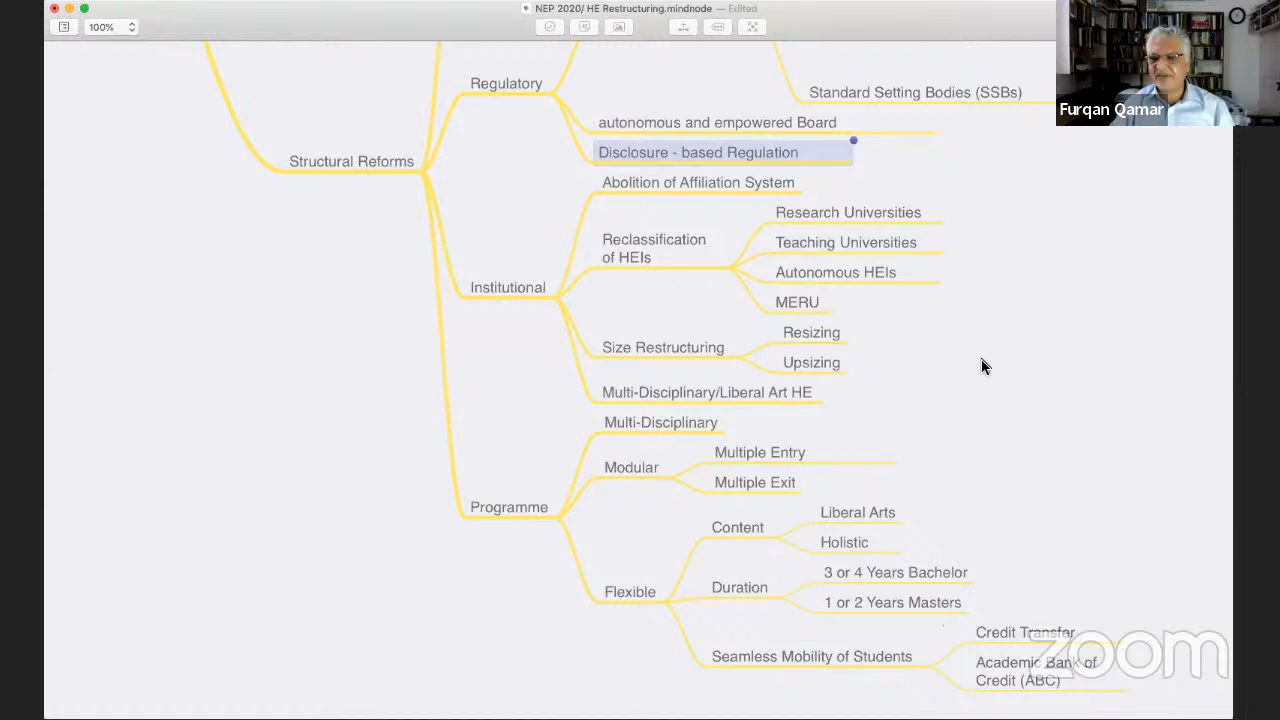 NEP 2020/ HE Restructuring.mindnode — Edited
100%
Furqan Qamar
Regulatory
Standard Setting Bodies (SSBs)
autonomous and empowered Board
Structural Reforms
Disclosure - based Regulation
Abolition of Affiliation System
Reclassification
of HEIs
Research Universities
Teaching Universities
Autonomous HEIs
MERU
Institutional
Size Restructuring
Resizing
Upsizing
Multi-Disciplinary/Liberal Art HE
Multi-Disciplinary
Modular
Multiple Entry
Multiple Exit
Programme
Content
Liberal Arts
Holistic
Flexible
Duration
3 or 4 Years Bachelor
1 or 2 Years Masters
Seamless Mobility of Students
Credit Transfer
Academic Bank of
Credit (ABC)
zoom